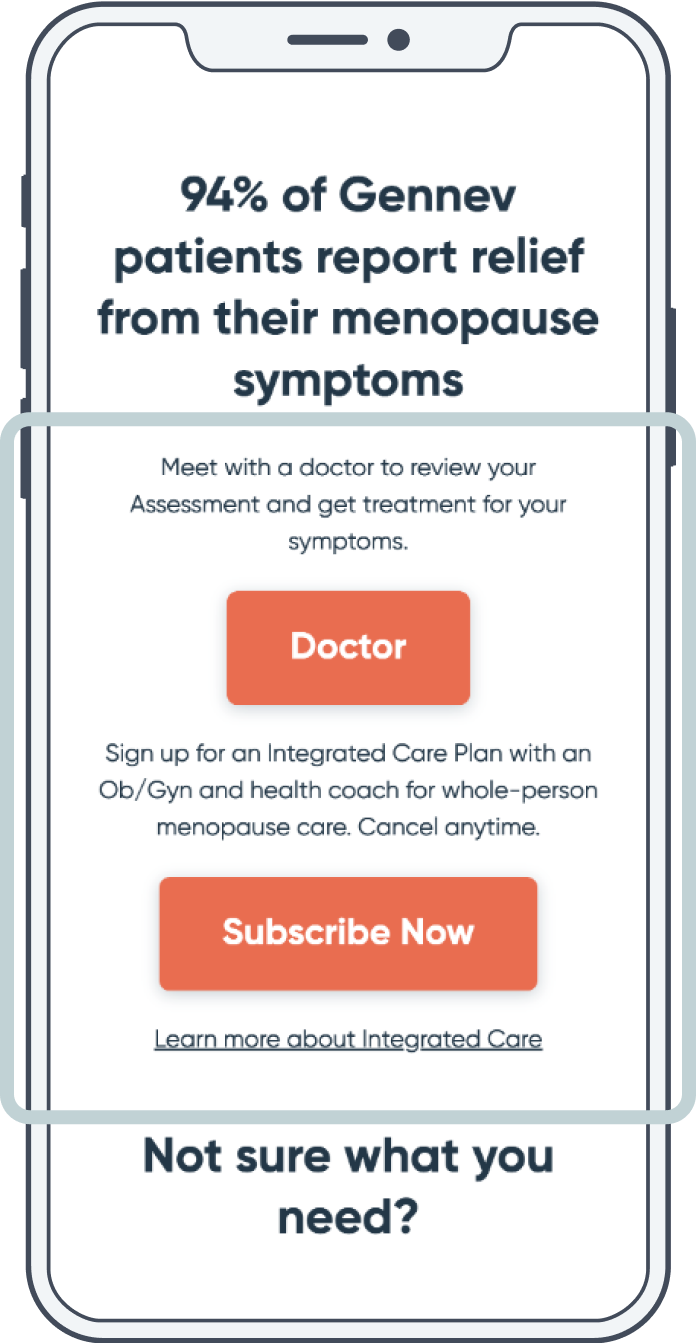 94% of Gennev
patients report relief
from their menopause
symptoms
Meet with a doctor to review your
Assessment and get treatment for your
symptoms.
Doctor
Sign up for an Integrated Care Plan with an
Ob/Gyn and health coach for whole-person
menopause care. Cancel anytime.
Subscribe Now
Learn more about Integrated Care
Not sure what you
need?